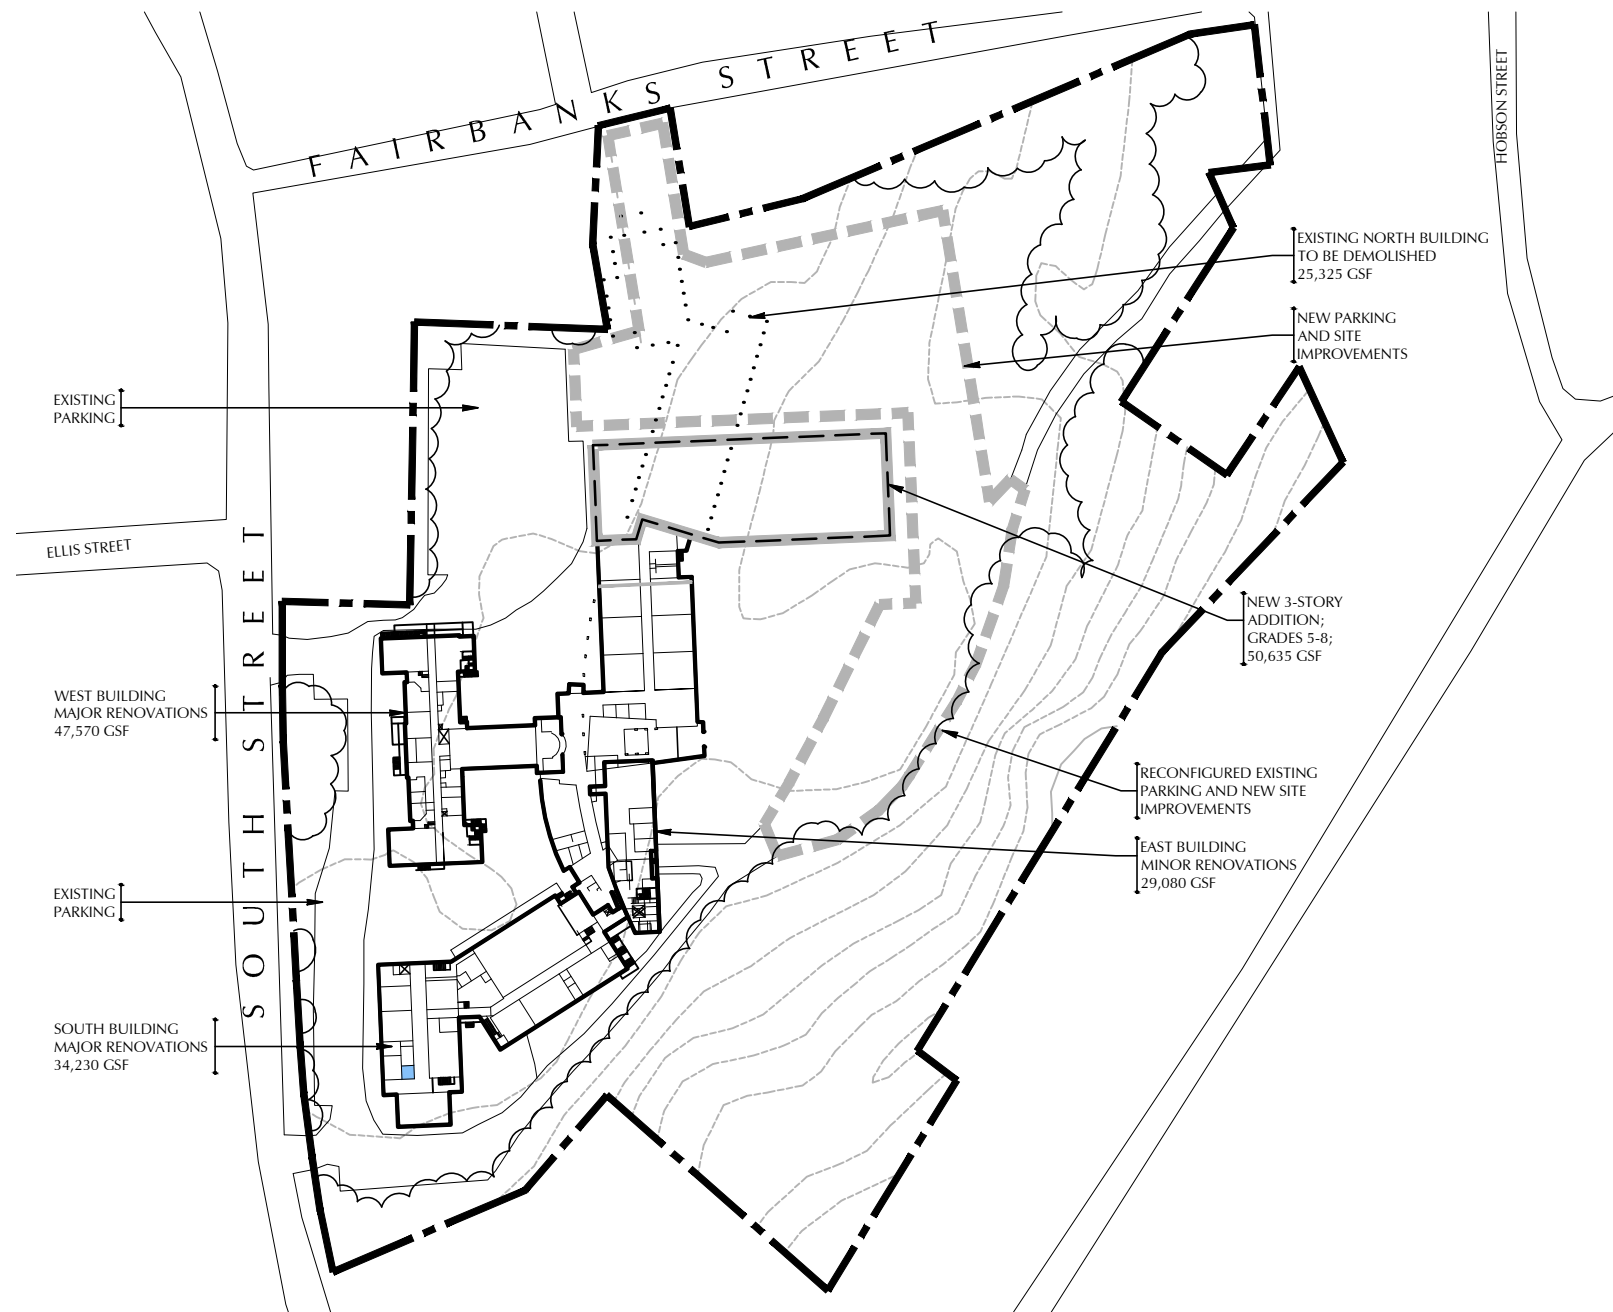 FAIRBANKS STREET
HOBSON STREET
EXISTING NORTH BUILDING
TO BE DEMOLISHED
25,325 GSF
NEW PARKING
AND SITE
IMPROVEMENTS
EXISTING
PARKING
ELLIS STREET
SOUTH STREET
NEW 3-STORY
ADDITION;
GRADES 5-8;
50,635 GSF
WEST BUILDING
MAJOR RENOVATIONS
47,570 GSF
RECONFIGURED EXISTING
PARKING AND NEW SITE
IMPROVEMENTS
EAST BUILDING
MINOR RENOVATIONS
29,080 GSF
EXISTING
PARKING
SOUTH BUILDING
MAJOR RENOVATIONS
34,230 GSF